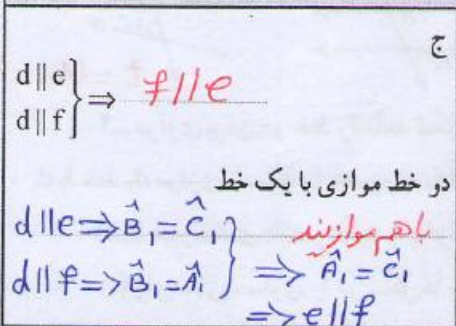 ج
d || e
d || f } ⇒ f // e
دو خط موازی با یک خط
باهم موازیند
d || e ⇒ B̂₁ = Ĉ₁
d || f => B̂₁ = Â₁ } ⇒ Â₁ = Ĉ₁
=> e || f